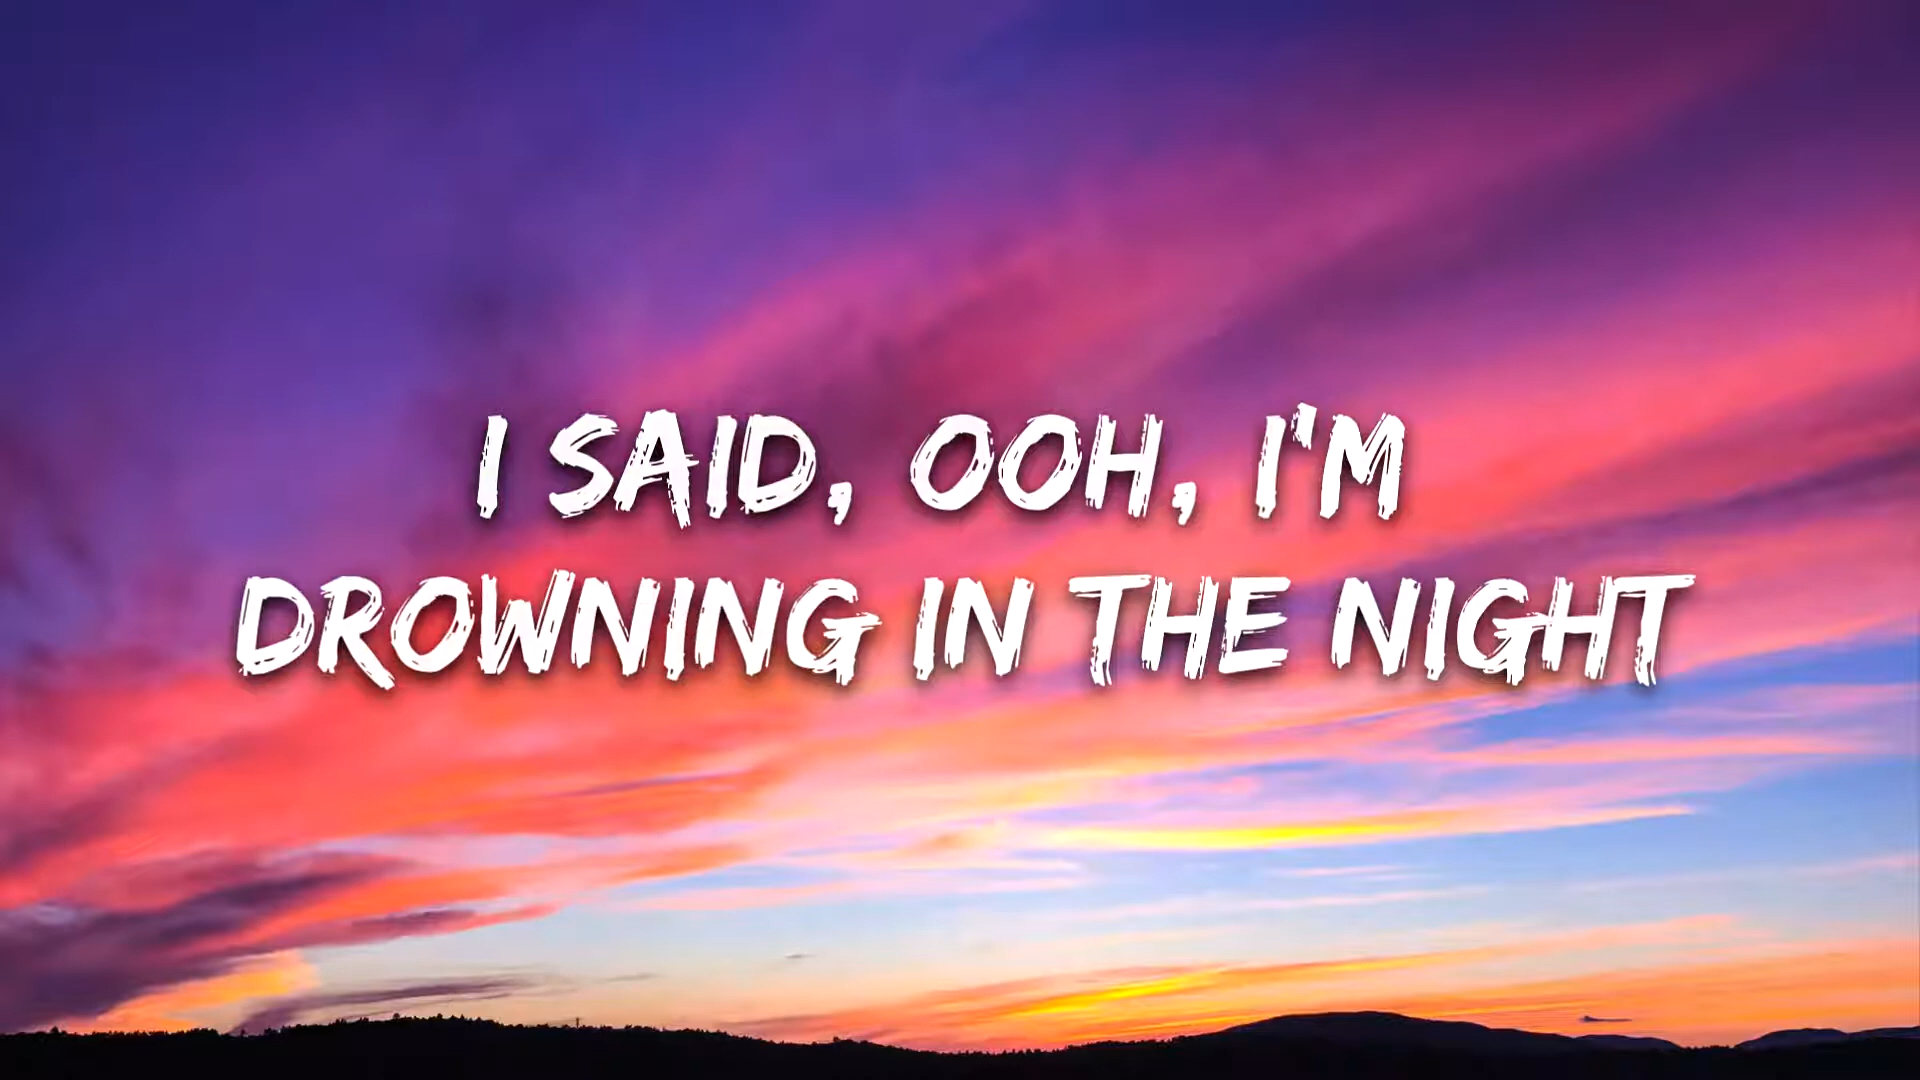 I SAID, OOH, I'M
DROWNING IN THE NIGHT